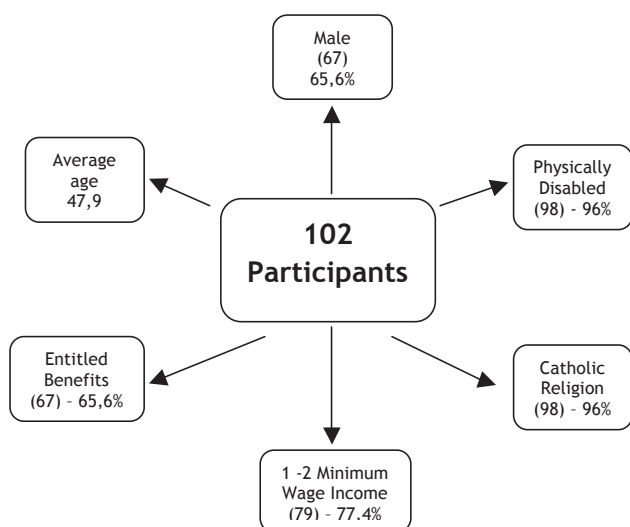 Male
(67)
65,6%
Average
age
47,9
Physically
Disabled
(98) - 96%
102
Participants
Entitled
Benefits
(67) – 65,6%
Catholic
Religion
(98) – 96%
1 -2 Minimum
Wage Income
(79) – 77,4%